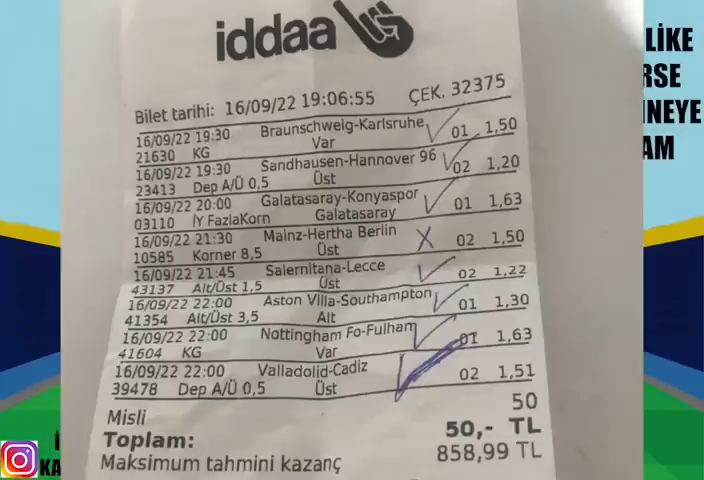 iddaa
Bilet tarihi: 16/09/22 19:06:55 ÇEK. 32375
16/09/22 19:30 Braunschweig-Karlsruhe 01 1,50
21630 KG Var
16/09/22 19:30 Sandhausen-Hannover 96 02 1,20
23413 Dep A/Ü 0,5 Üst
16/09/22 20:00 Galatasaray-Konyaspor 01 1,63
03110 İY FazlaKorn Galatasaray
16/09/22 21:30 Mainz-Hertha Berlin 02 1,50
10585 Korner 8,5 Üst
16/09/22 21:45 Salernitana-Lecce 02 1,22
43137 Alt/Üst 1,5 Üst
16/09/22 22:00 Aston Villa-Southampton 01 1,30
41354 Alt/Üst 3,5 Alt
16/09/22 22:00 Nottingham Fo-Fulham 01 1,63
41604 KG Var
16/09/22 22:00 Valladolid-Cadiz 02 1,51
39478 Dep A/Ü 0,5 Üst
Misli 50
Toplam: 50,- TL
Maksimum tahmini kazanç 858,99 TL
LİKE
RSE
NEYE
AM
İ
KA